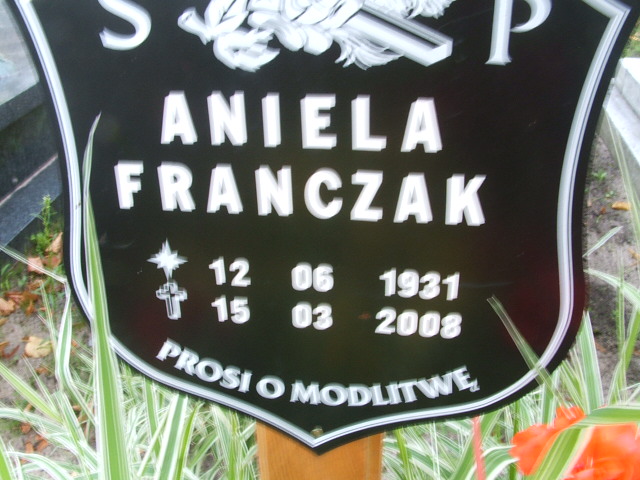 S P
ANIELA
FRANCZAK
12 06 1931
15 03 2008
PROSI O MODLITWĘ